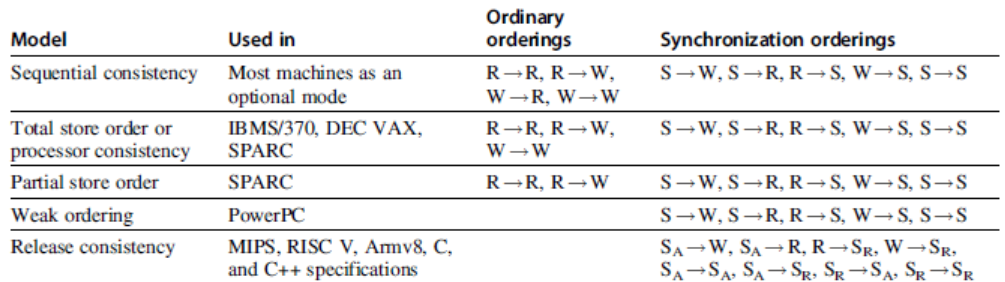 Model Used in Ordinary orderings Synchronization orderings
Sequential consistency Most machines as an optional mode R→R, R→W, W→R, W→W S→W, S→R, R→S, W→S, S→S
Total store order or processor consistency IBMS/370, DEC VAX, SPARC R→R, R→W, W→W S→W, S→R, R→S, W→S, S→S
Partial store order SPARC R→R, R→W S→W, S→R, R→S, W→S, S→S
Weak ordering PowerPC S→W, S→R, R→S, W→S, S→S
Release consistency MIPS, RISC V, Armv8, C, and C++ specifications S_A→W, S_A→R, R→S_R, W→S_R, S_A→S_A, S_A→S_R, S_R→S_A, S_R→S_R